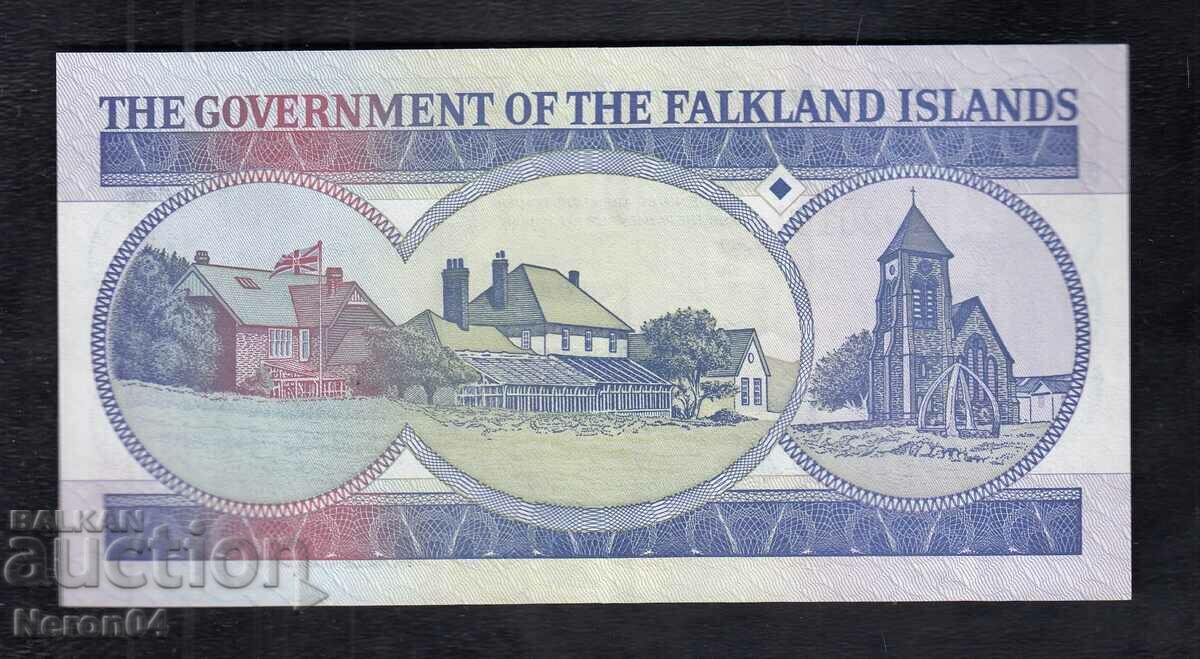 THE GOVERNMENT OF THE FALKLAND ISLANDS
BALKAN
auction
Neron04